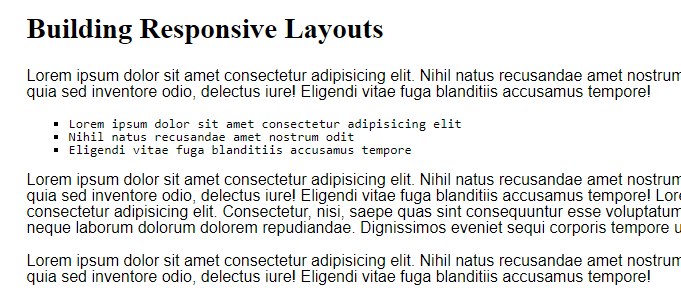 Building Responsive Layouts
Lorem ipsum dolor sit amet consectetur adipisicing elit. Nihil natus recusandae amet nostrum
quia sed inventore odio, delectus iure! Eligendi vitae fuga blanditiis accusamus tempore!
Lorem ipsum dolor sit amet consectetur adipisicing elit
Nihil natus recusandae amet nostrum odit
Eligendi vitae fuga blanditiis accusamus tempore
Lorem ipsum dolor sit amet consectetur adipisicing elit. Nihil natus recusandae amet nostrum
quia sed inventore odio, delectus iure! Eligendi vitae fuga blanditiis accusamus tempore! Lore
consectetur adipisicing elit. Consectetur, nisi, saepe quas sint consequuntur esse voluptatum
neque laborum dolorum dolorem repudiandae. Dignissimos eveniet sequi corporis tempore u
Lorem ipsum dolor sit amet consectetur adipisicing elit. Nihil natus recusandae amet nostrum
quia sed inventore odio, delectus iure! Eligendi vitae fuga blanditiis accusamus tempore!